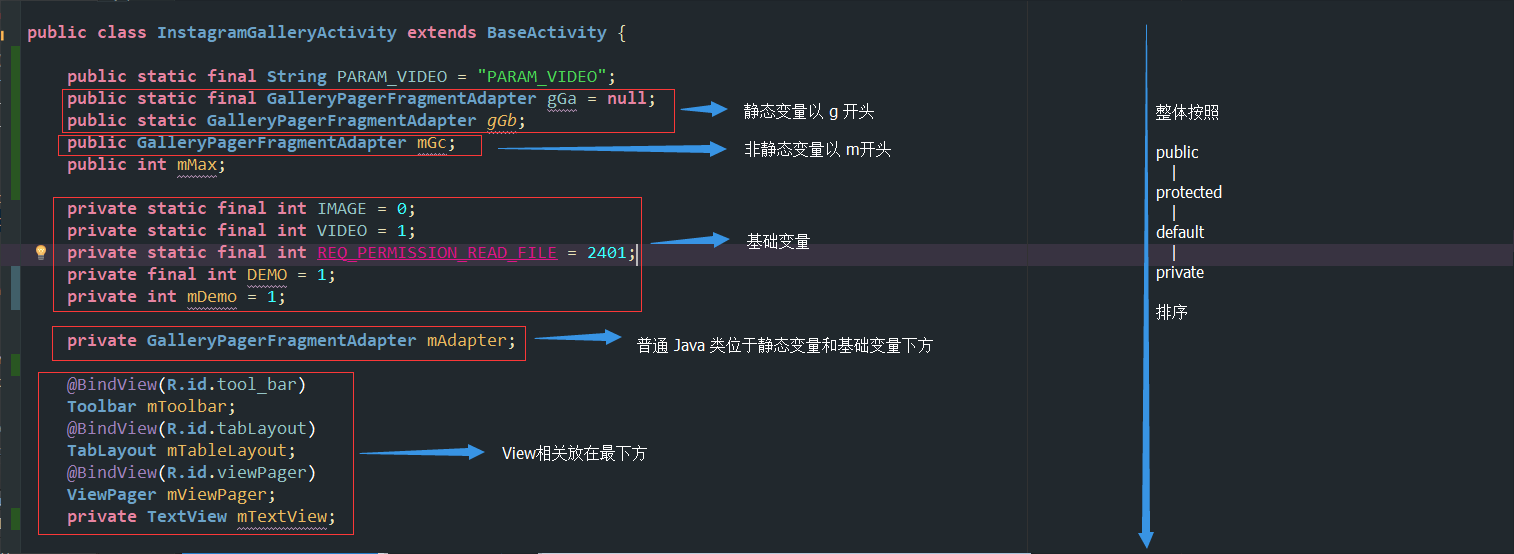 public class InstagramGalleryActivity extends BaseActivity {
public static final String PARAM_VIDEO = "PARAM_VIDEO";
public static final GalleryPagerFragmentAdapter gGa = null;
public static GalleryPagerFragmentAdapter gGb;
静态变量以 g 开头
public GalleryPagerFragmentAdapter mGc;
非静态变量以 m开头
public int mMax;
private static final int IMAGE = 0;
private static final int VIDEO = 1;
private static final int REQ_PERMISSION_READ_FILE = 2401;
private final int DEMO = 1;
private int mDemo = 1;
基础变量
private GalleryPagerFragmentAdapter mAdapter;
普通 Java 类位于静态变量和基础变量下方
@BindView(R.id.tool_bar)
Toolbar mToolbar;
@BindView(R.id.tabLayout)
TabLayout mTableLayout;
@BindView(R.id.viewPager)
ViewPager mViewPager;
private TextView mTextView;
View相关放在最下方
整体按照
public
protected
default
private
排序